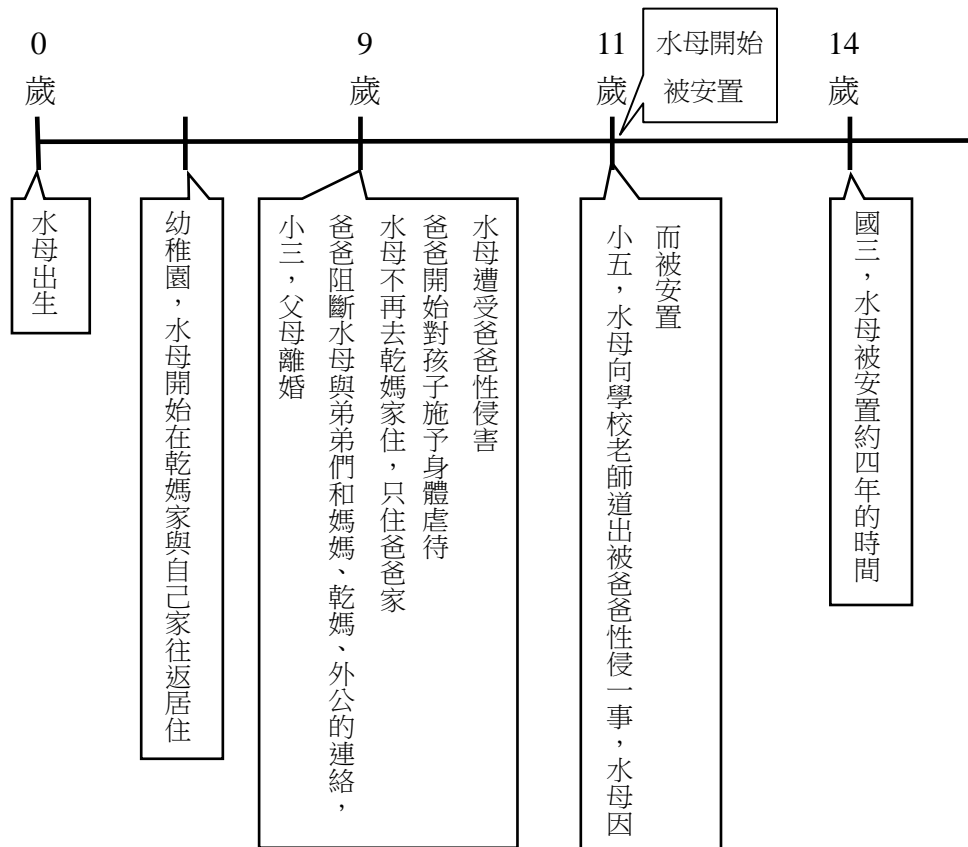 0
歲
9
歲
11
歲
14
歲
水母開始
被安置
水母出生
幼稚園，水母開始在乾媽家與自己家往返居住
小三，父母離婚
爸爸阻斷水母與弟弟們和媽媽、乾媽、外公的連絡，
水母不再去乾媽家住，只住爸爸家
爸爸開始對孩子施予身體虐待
水母遭受爸爸性侵害
小五，水母向學校老師道出被爸爸性侵一事，水母因
而被安置
國三，水母被安置約四年的時間